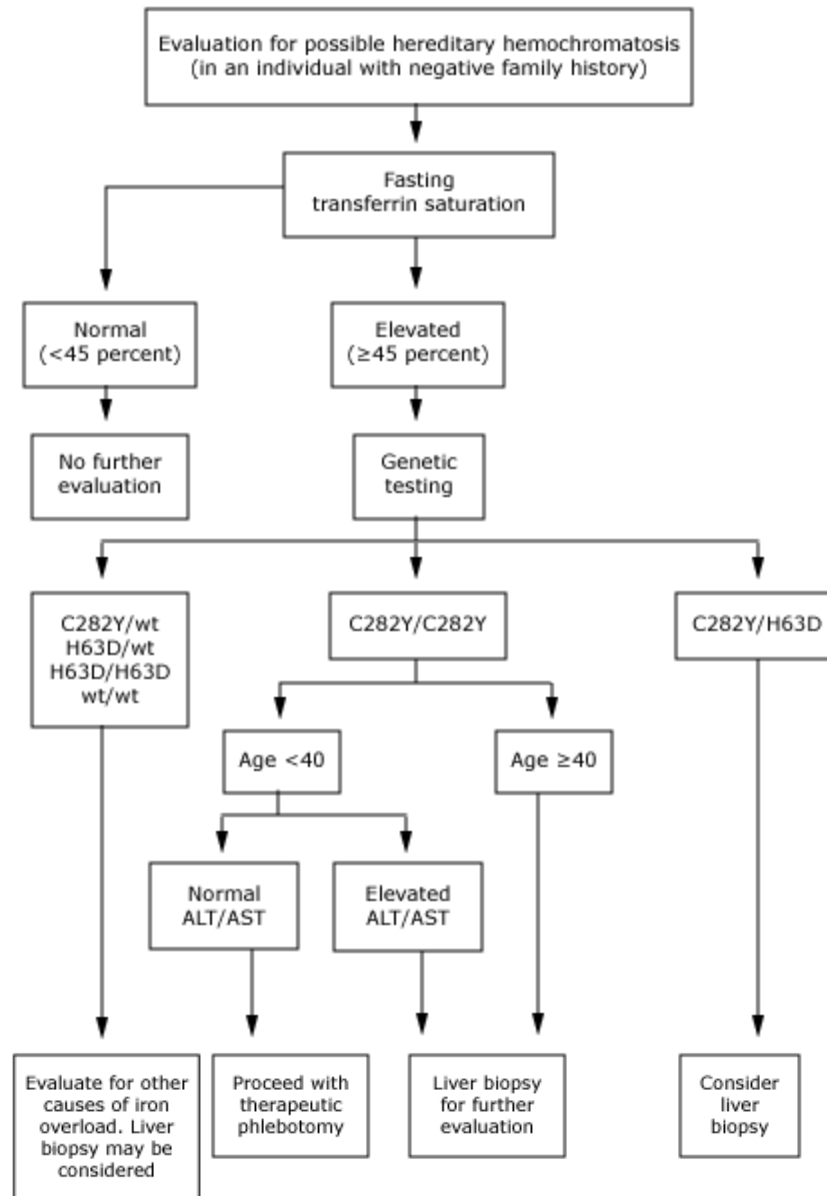 Evaluation for possible hereditary hemochromatosis
(in an individual with negative family history)
Fasting
transferrin saturation
Normal
(<45 percent)
Elevated
(≥45 percent)
No further
evaluation
Genetic
testing
C282Y/wt
H63D/wt
H63D/H63D
wt/wt
C282Y/C282Y
C282Y/H63D
Age <40
Age ≥40
Normal
ALT/AST
Elevated
ALT/AST
Evaluate for other
causes of iron
overload. Liver
biopsy may be
considered
Proceed with
therapeutic
phlebotomy
Liver biopsy
for further
evaluation
Consider
liver
biopsy